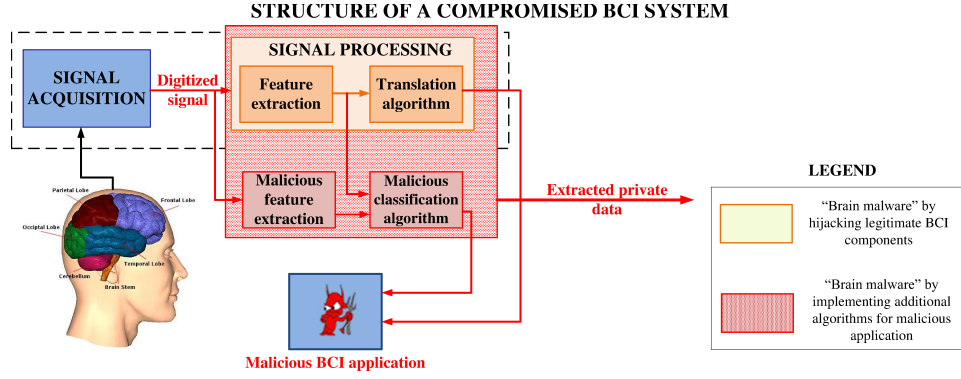 STRUCTURE OF A COMPROMISED BCI SYSTEM
SIGNAL PROCESSING
SIGNAL
ACQUISITION
Digitized
signal
Feature
extraction
Translation
algorithm
Malicious
feature
extraction
Malicious
classification
algorithm
Extracted private
data
Parietal Lobe
Frontal Lobe
Occiptal Lobe
Temporal Lobe
Cerebellum
Brain Stem
Malicious BCI application
LEGEND
“Brain malware” by
hijacking legitimate BCI
components
“Brain malware” by
implementing additional
algorithms for malicious
application